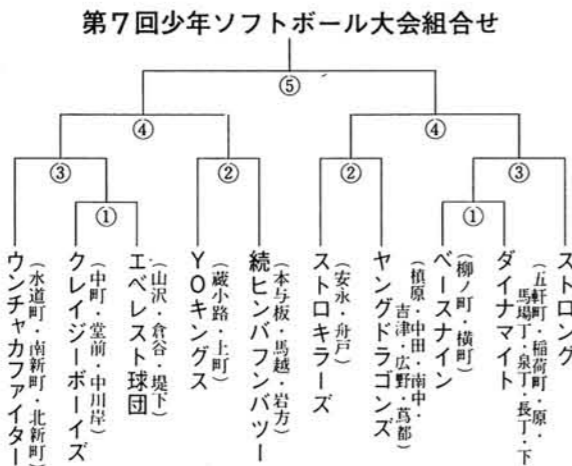 第7回少年ソフトボール大会組合せ
⑤
④
④
③
②
②
③
①
①
ウンチャカファイター
(水道町・南新町・北新町)
クレイジーボーイズ
(中町・堂前・中川岸)
エベレスト球団
(山沢・倉谷・堤下)
YOキングス
(蔵小路・上町)
続ヒンバフンバツー
(本与板・馬越・岩方)
ストロキラーズ
(安永・舟戸)
ヤングドラゴンズ
(槙原・中田・南中・
吉津・広野・蔦都)
ベースナイン
(柳ノ町・横町)
ダイナマイト
(五軒町・稲荷町・原・
馬場丁・泉丁・長丁・下
ストロング